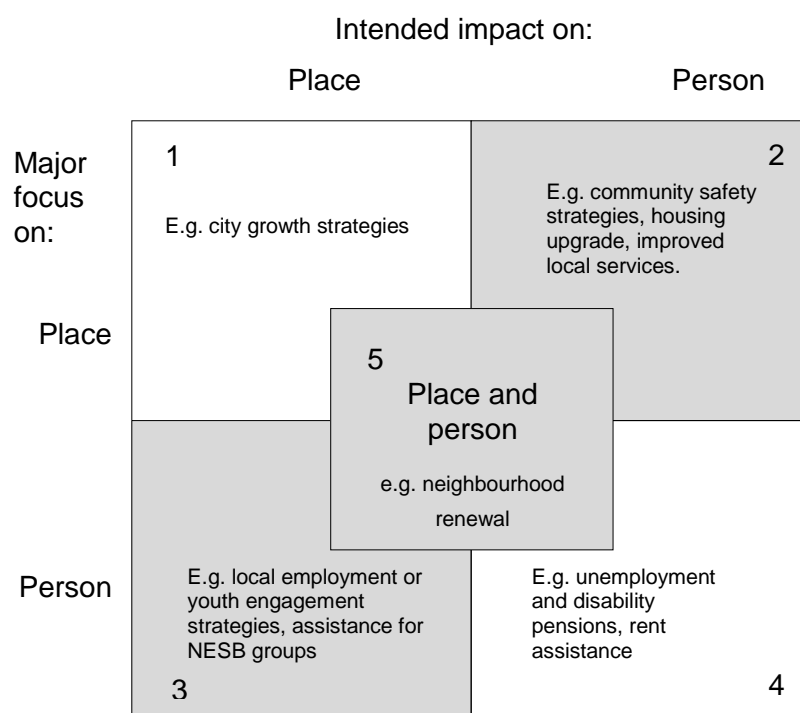 Intended impact on:
Place
Person
Major
focus
on:
1
E.g. city growth strategies
2
E.g. community safety
strategies, housing
upgrade, improved
local services.
Place
5
Place and
person
e.g. neighbourhood
renewal
Person
E.g. local employment or
youth engagement
strategies, assistance for
NESB groups
3
E.g. unemployment
and disability
pensions, rent
assistance
4